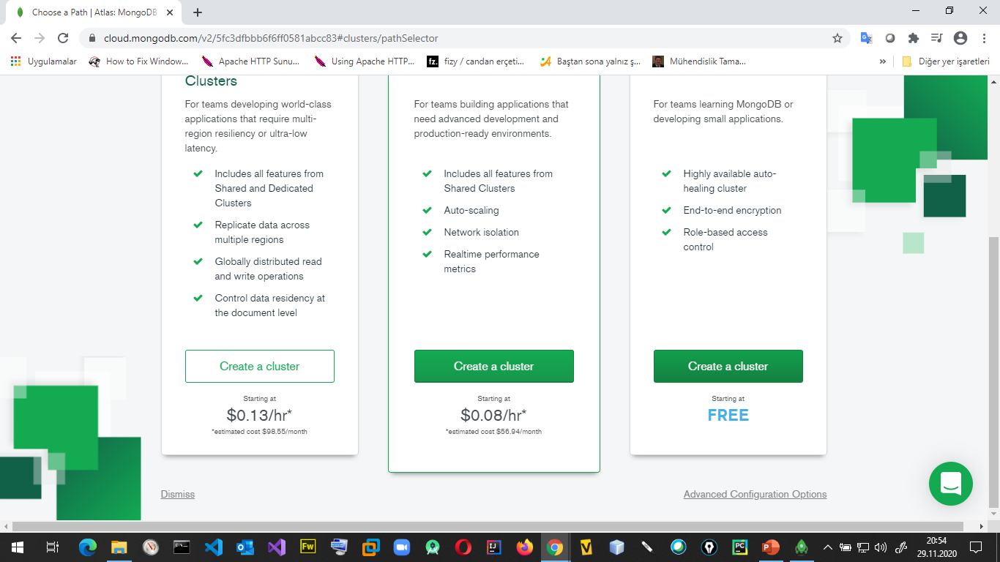 Choose a Path | Atlas: MongoDB
cloud.mongodb.com/v2/5fc3dfbbb6f6ff0581abcc83#clusters/pathSelector
Uygulamalar
How to Fix Window...
Apache HTTP Sunu...
Using Apache HTTP...
fz.
fizy / candan erçeti...
Baştan sona yalnız ş...
Mühendislik Tama...
»
Diğer yer işaretleri
Clusters
For teams developing world-class
applications that require multi-
region resiliency or ultra-low
latency.
Includes all features from
Shared and Dedicated
Clusters
Replicate data across
multiple regions
Globally distributed read
and write operations
Control data residency at
the document level
Create a cluster
Starting at
$0.13/hr*
*estimated cost $98.55/month
For teams building applications that
need advanced development and
production-ready environments.
Includes all features from
Shared Clusters
Auto-scaling
Network isolation
Realtime performance
metrics
Create a cluster
Starting at
$0.08/hr*
*estimated cost $56.94/month
For teams learning MongoDB or
developing small applications.
Highly available auto-
healing cluster
End-to-end encryption
Role-based access
control
Create a cluster
Starting at
FREE
Dismiss
Advanced Configuration Options
Fw
IJ
PC
P
20:54
29.11.2020